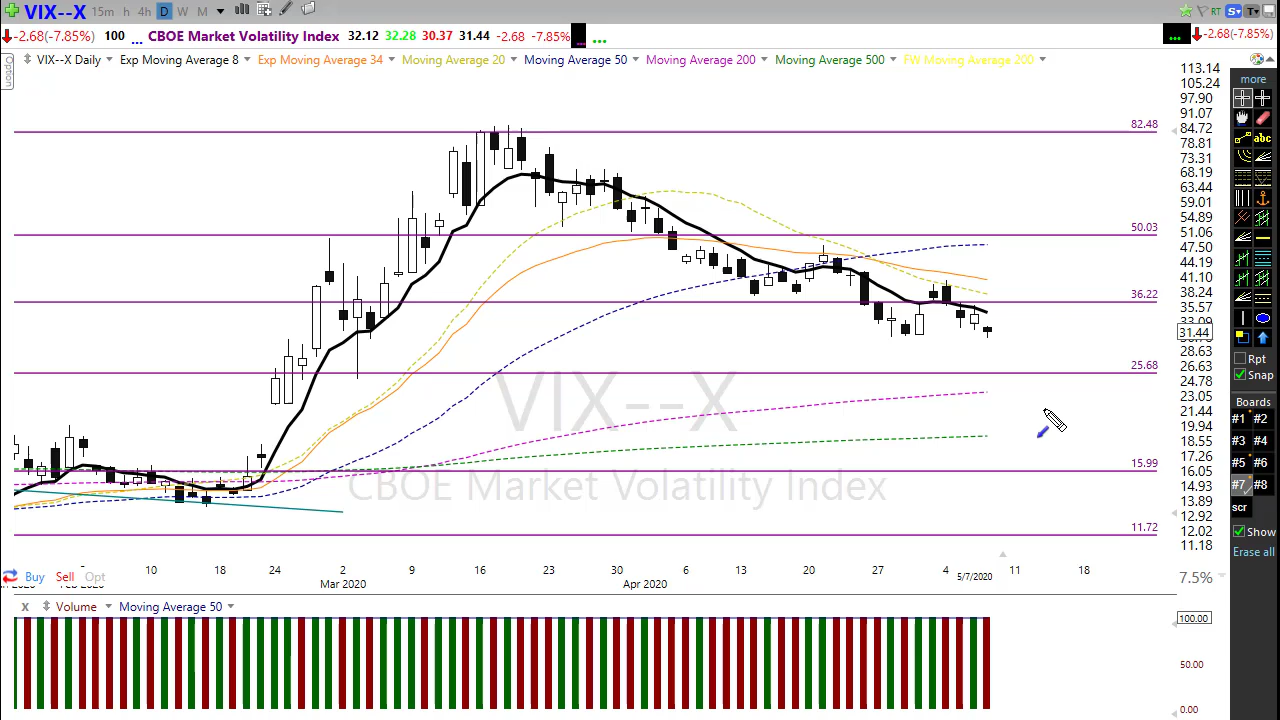 VIX--X 15m h 4h D W M RT S T
-2.68(-7.85%) 100 ... CBOE Market Volatility Index 32.12 32.28 30.37 31.44 -2.68 -7.85% ... ... -2.68(-7.85%)
Option
VIX--X Daily Exp Moving Average 8 Exp Moving Average 34 Moving Average 20 Moving Average 50 Moving Average 200 Moving Average 500 FW Moving Average 200
VIX--X
CBOE Market Volatility Index
82.48
50.03
36.22
25.68
15.99
11.72
113.14
105.24
97.90
91.07
84.72
78.81
73.31
68.19
63.44
59.01
54.89
51.06
47.50
44.19
41.10
38.24
35.57
33.09
31.44
28.63
26.63
24.78
23.05
21.44
19.94
18.55
17.26
16.05
14.93
13.89
12.92
12.02
11.18
7.5%
10 18 24 2 9 16 23 30 6 13 20 27 4 11 18
Mar 2020 Apr 2020 5/7/2020
Buy Sell Opt
X Volume Moving Average 50
100.00
50.00
0.00
more
abc
Rpt
Snap
Boards
#1 #2
#3 #4
#5 #6
#7 #8
scr
Show
Erase all